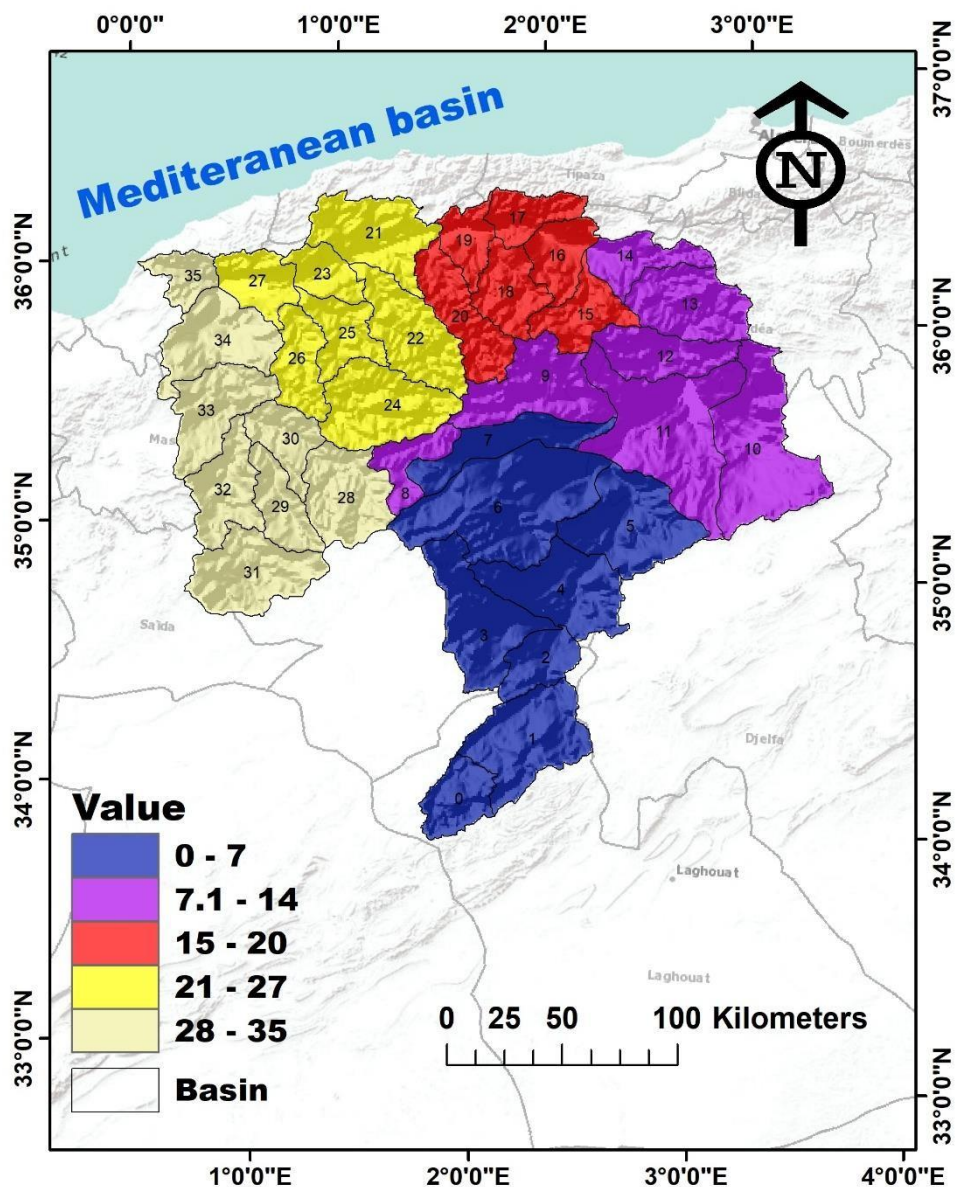 0°0'0" 1°0'0"E 2°0'0"E 3°0'0"E
37°0'0"N
Mediteranean basin
N
Boumerdès
Tipaza
36°0'0"N
36°0'0"N
35
27
21
23
34
26
25
22
24
19
17
16
18
20
15
14
13
12
9
11
10
33
30
32
29
28
31
8
7
6
5
4
3
2
1
0
35°0'0"N
35°0'0"N
Saïda
Djelfa
34°0'0"N
34°0'0"N
Laghouat
Laghouat
Value
0 - 7
7.1 - 14
15 - 20
21 - 27
28 - 35
Basin
0 25 50 100 Kilometers
33°0'0"N
33°0'0"N
1°0'0"E 2°0'0"E 3°0'0"E 4°0'0"E